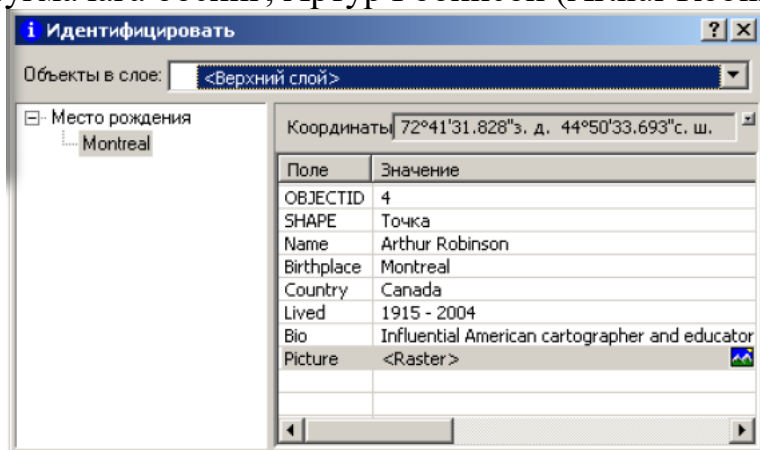 Идентифицировать
Объекты в слое: <Верхний слой>
Место рождения
Montreal
Координаты 72°41'31.828"з. д. 44°50'33.693"с. ш.
Поле Значение
OBJECTID 4
SHAPE Точка
Name Arthur Robinson
Birthplace Montreal
Country Canada
Lived 1915 - 2004
Bio Influential American cartographer and educator
Picture <Raster>